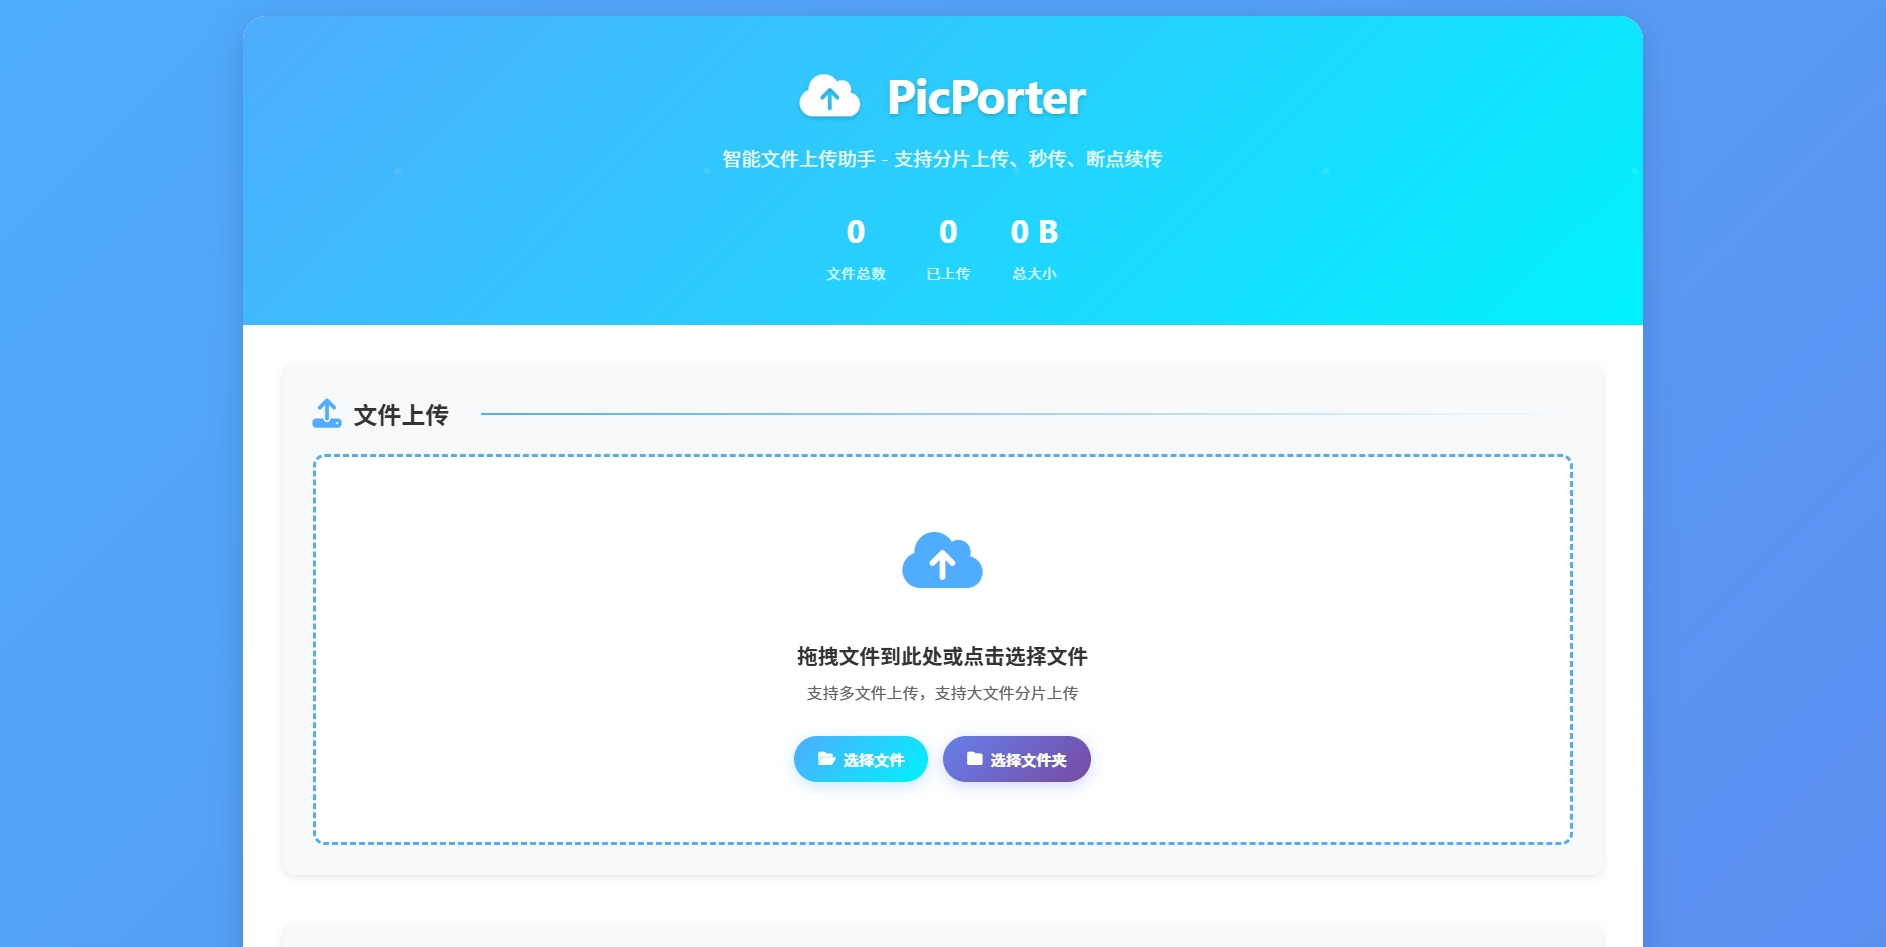 PicPorter
智能文件上传助手 - 支持分片上传、秒传、断点续传
0 0 0 B
文件总数 已上传 总大小
文件上传
拖拽文件到此处或点击选择文件
支持多文件上传，支持大文件分片上传
选择文件 选择文件夹